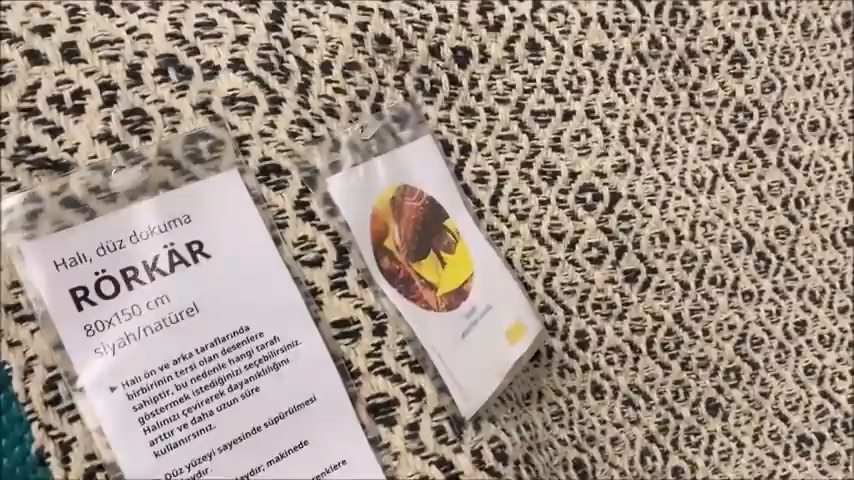 Halı, düz dokuma
RÖRKÄR
80x150 cm
siyah/natürel
▶ Halı ön ve arka taraflarında
birbirinin tersi olan desenlere
sahiptir, bu nedenle hangi tarafı
göstermek istediğinizi seçebilirsiniz.
Halınızı çevirerek dayanıklılığını
arttır ve daha uzun süre
kullanırsınız.
Düz yüzeyi sayesinde süpürülmesi
makinede